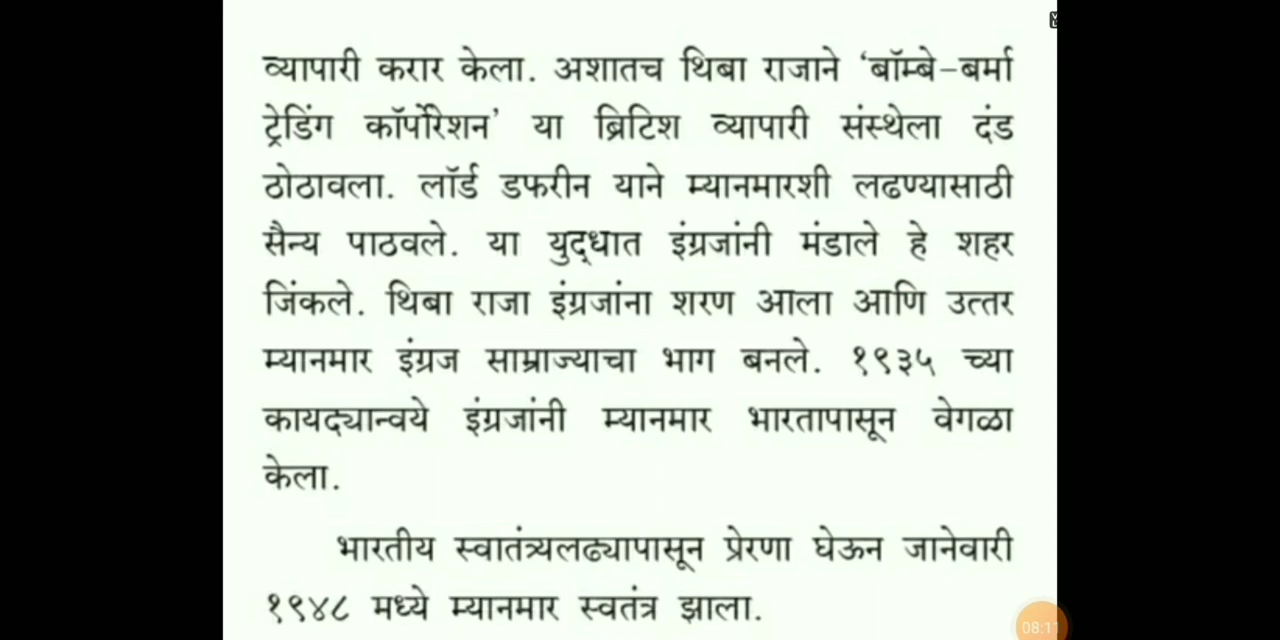 व्यापारी करार केला. अशातच थिबा राजाने ‘बॉम्बे-बर्मा
ट्रेडिंग कॉर्पोरेशन’ या ब्रिटिश व्यापारी संस्थेला दंड
ठोठावला. लॉर्ड डफरीन याने म्यानमारशी लढण्यासाठी
सैन्य पाठवले. या युद्धात इंग्रजांनी मंडाले हे शहर
जिंकले. थिबा राजा इंग्रजांना शरण आला आणि उत्तर
म्यानमार इंग्रज साम्राज्याचा भाग बनले. १९३५ च्या
कायद्यान्वये इंग्रजांनी म्यानमार भारतापासून वेगळा
केला.
भारतीय स्वातंत्र्यलढ्यापासून प्रेरणा घेऊन जानेवारी
१९४८ मध्ये म्यानमार स्वतंत्र झाला.
08:11